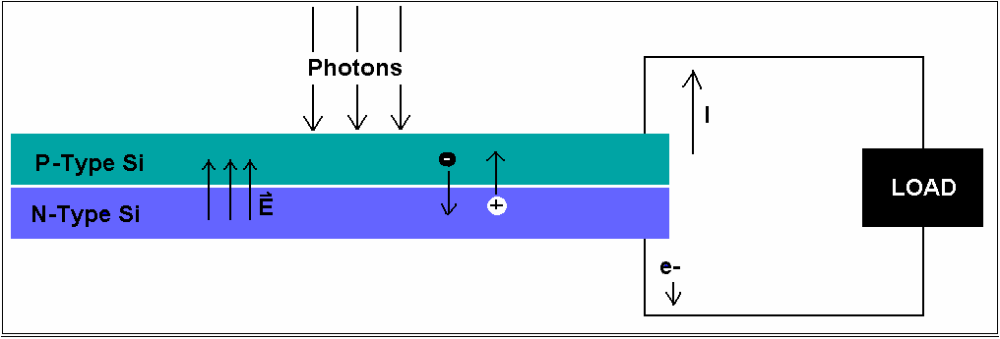 Photons
I
P-Type Si
-
LOAD
E
+
N-Type Si
e-